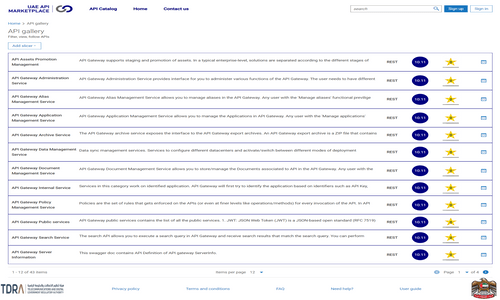 UAE API
MARKETPLACE
API Catalog
Home
Contact us
search
Sign up
Sign in
Home > API gallery
API gallery
Filter, view, follow APIs
Add show
API Assets Promotion
Management
API Gateway supports staging and promotion of assets. In a typical enterprise-level, solutions are separated according to the different stages of
REST
10.11
API Gateway Administration
Service
API Gateway Administration Service provides interface for you to administer various functions of the API Gateway. The user needs to have different
REST
10.11
API Gateway Alias
Management Service
API Gateway Alias Management Service allows you to manage the aliases in API Gateway. Any user with the 'Manage aliases' functional privilege
REST
10.11
API Gateway Application
Management Service
API Gateway Application Management Service allows you to manage the Applications in API Gateway. Any user with the 'Manage applications'
REST
10.11
API Gateway Archive Service
The API Gateway archive service exposes the interface to the API Gateway export archives. An API Gateway export archive is a ZIP file that contains
REST
10.11
API Gateway Data Management
Service
Data sync management services. Services to configure different datacenters and activate/switch between different modes of deployment
REST
10.11
API Gateway Document
Management Service
API Gateway Document Management Service allows you to store/manage the Documents associated to API in the API Gateway. Any user with the
REST
10.11
API Gateway Internal Service
Services in this category work on identified application. API Gateway will first try to identify the application based on identifiers such as API Key,
REST
10.11
API Gateway Policy
Management Service
Policies are the set of rules that gets enforced on the APIs (or even at finer levels like operations/methods) for every invocation of the API. In API
REST
10.11
API Gateway Public services
API Gateway public services contains the list of all the public services. 1. JWT: JSON Web Token (JWT) is a JSON-based open standard (RFC 7519)
REST
10.11
API Gateway Search Service
The search API allows you to execute a search query in API Gateway and receive search results that match the search query. You can perform
REST
10.11
API Gateway Server
Information
This swagger doc contains API Definition of API gateway ServerInfo.
REST
10.11
1 - 12 of 43 items
Items per page 12
Page 1 of 4
TDRA
Privacy policy
Terms and conditions
FAQ
Need help?
User guide